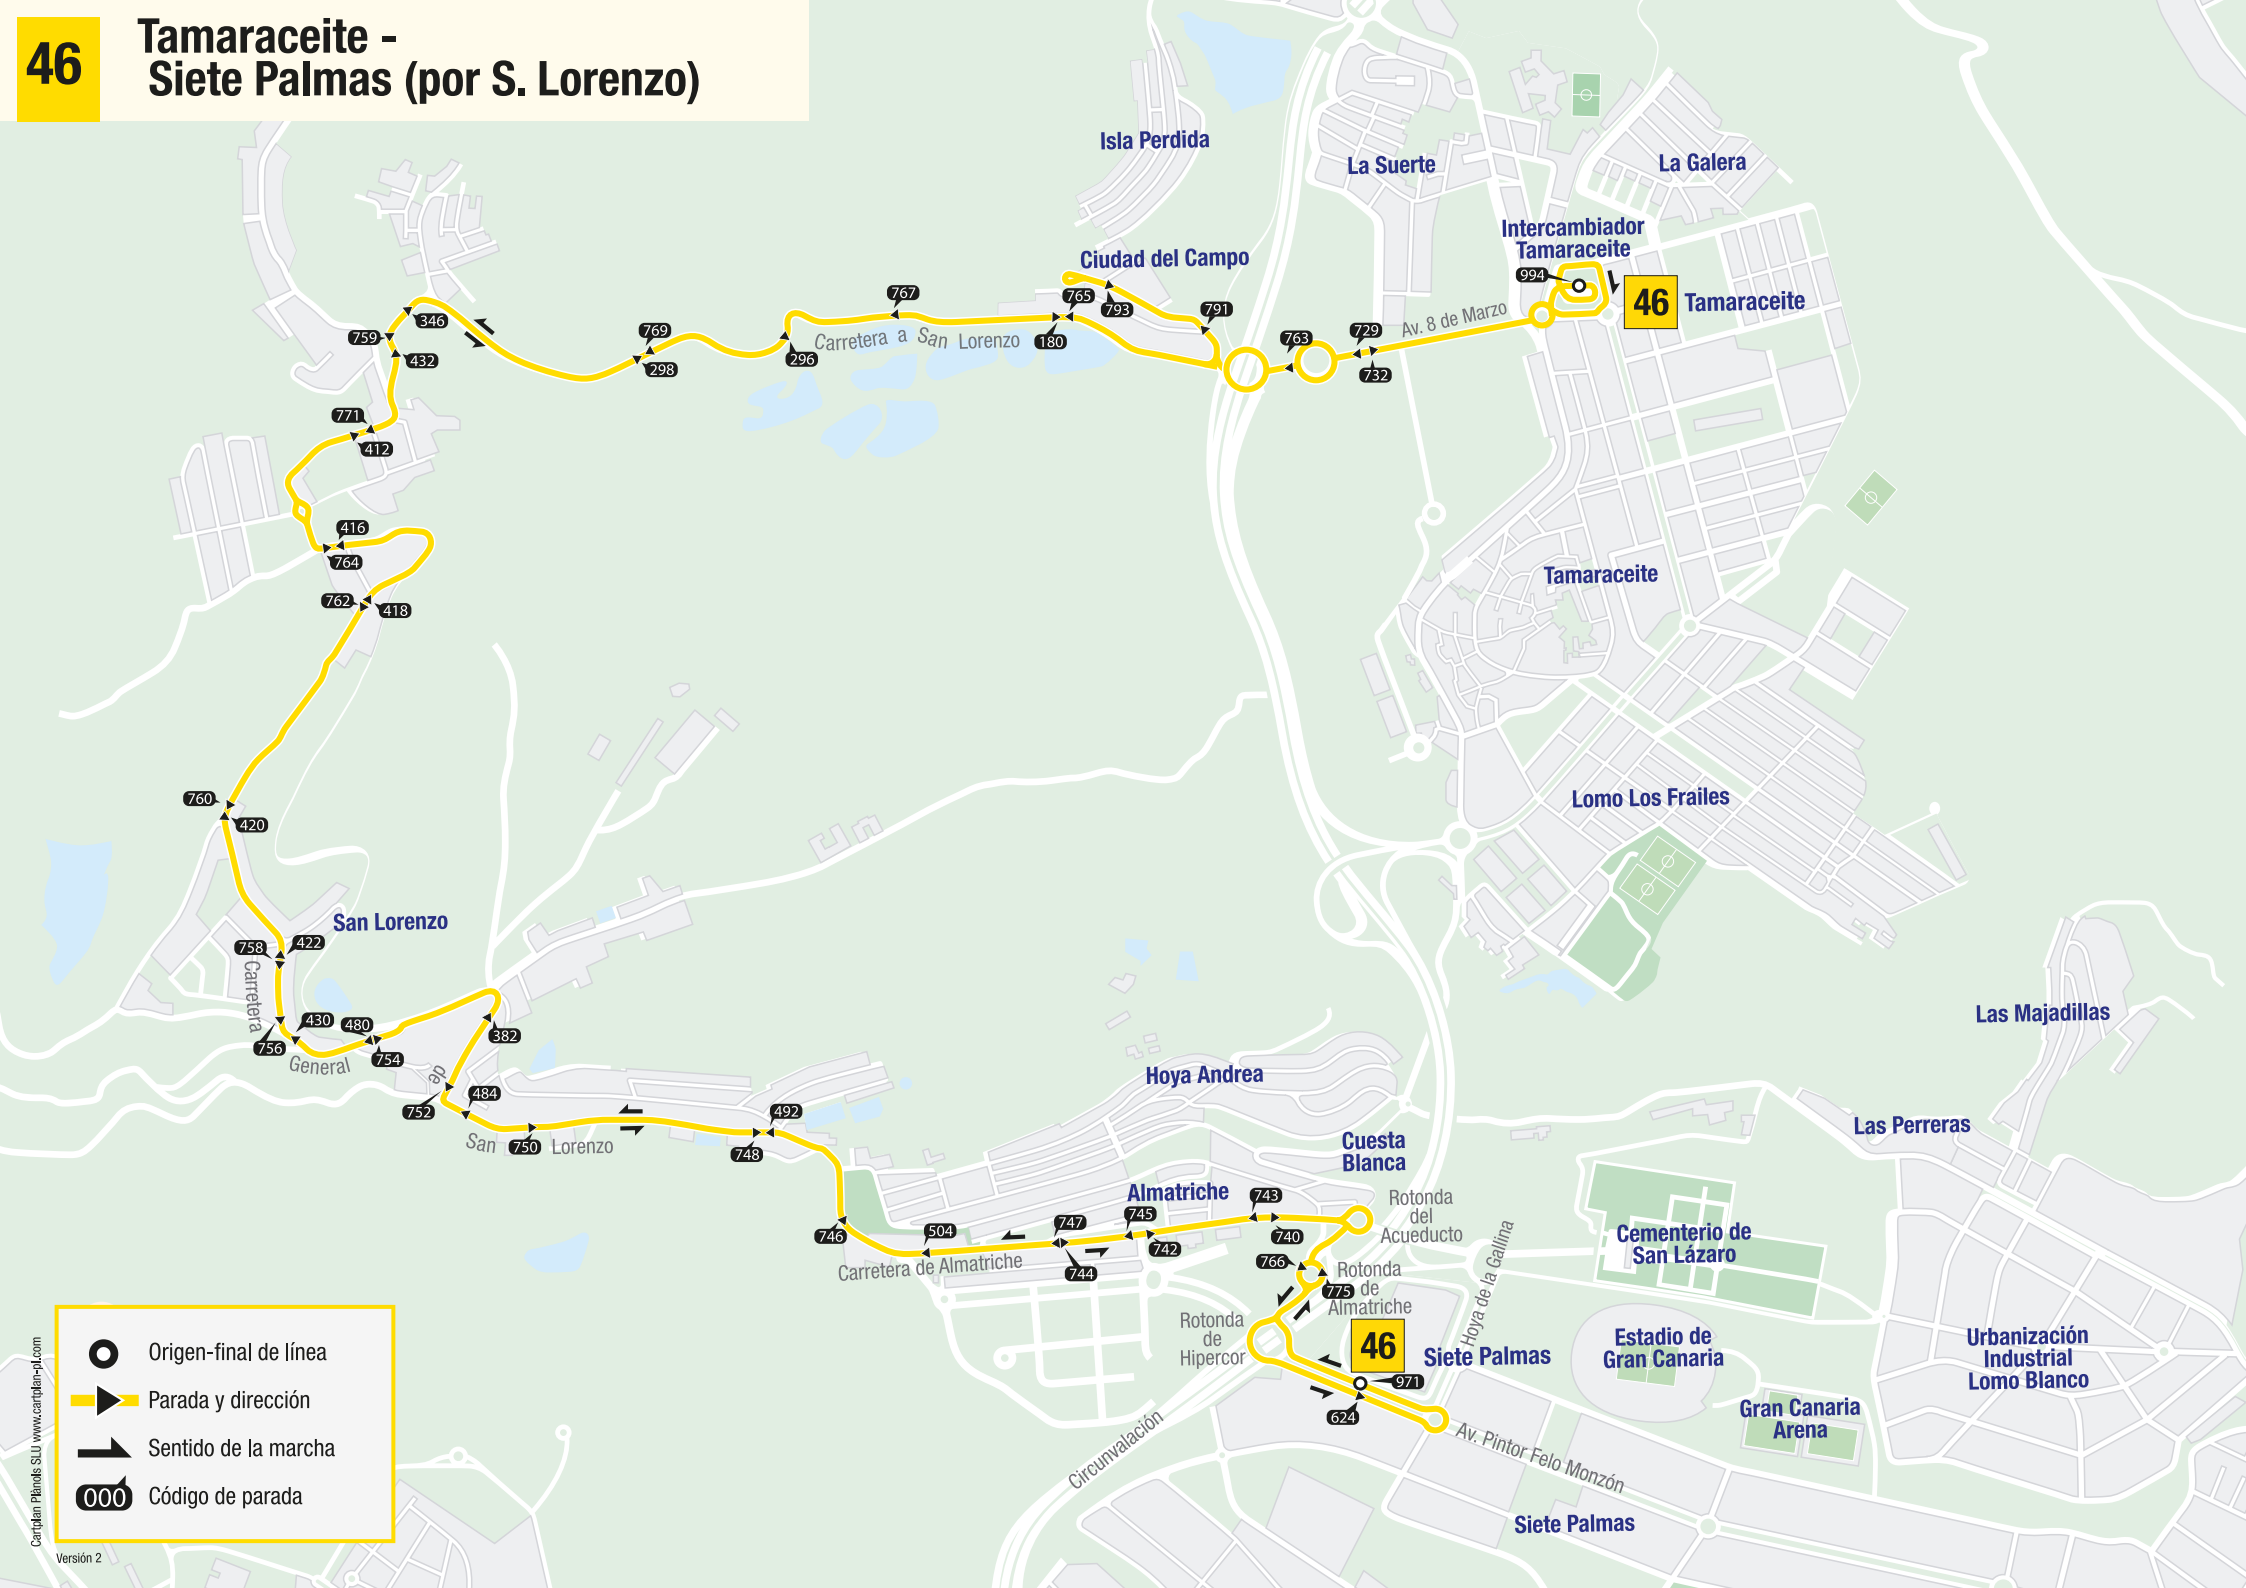 46
Tamaraceite -
Siete Palmas (por S. Lorenzo)
Isla Perdida
La Suerte
La Galera
Intercambiador
Tamaraceite
994
46
Tamaraceite
Ciudad del Campo
765
793
791
767
180
763
729
732
Av. 8 de Marzo
Carretera a San Lorenzo
769
298
296
346
759
432
771
412
416
764
762
418
Tamaraceite
760
420
Lomo Los Frailes
San Lorenzo
758
422
Carretera
430
480
756
754
General
382
de
484
752
San
750
Lorenzo
492
748
Hoya Andrea
Las Majadillas
Las Perreras
Cuesta
Blanca
Almatriche
743
740
745
742
747
744
504
746
Carretera de Almatriche
Rotonda
del
Acueducto
766
Rotonda
de
Almatriche
775
Hoya de la Gallina
Cementerio de
San Lázaro
Rotonda
de
Hipercor
46
Siete Palmas
971
624
Estadio de
Gran Canaria
Gran Canaria
Arena
Urbanización
Industrial
Lomo Blanco
Circunvalación
Av. Pintor Felo Monzón
Siete Palmas
Origen-final de línea
Parada y dirección
Sentido de la marcha
000
Código de parada
Cartplan Plànols SLU www.cartplan-pl.com
Versión 2